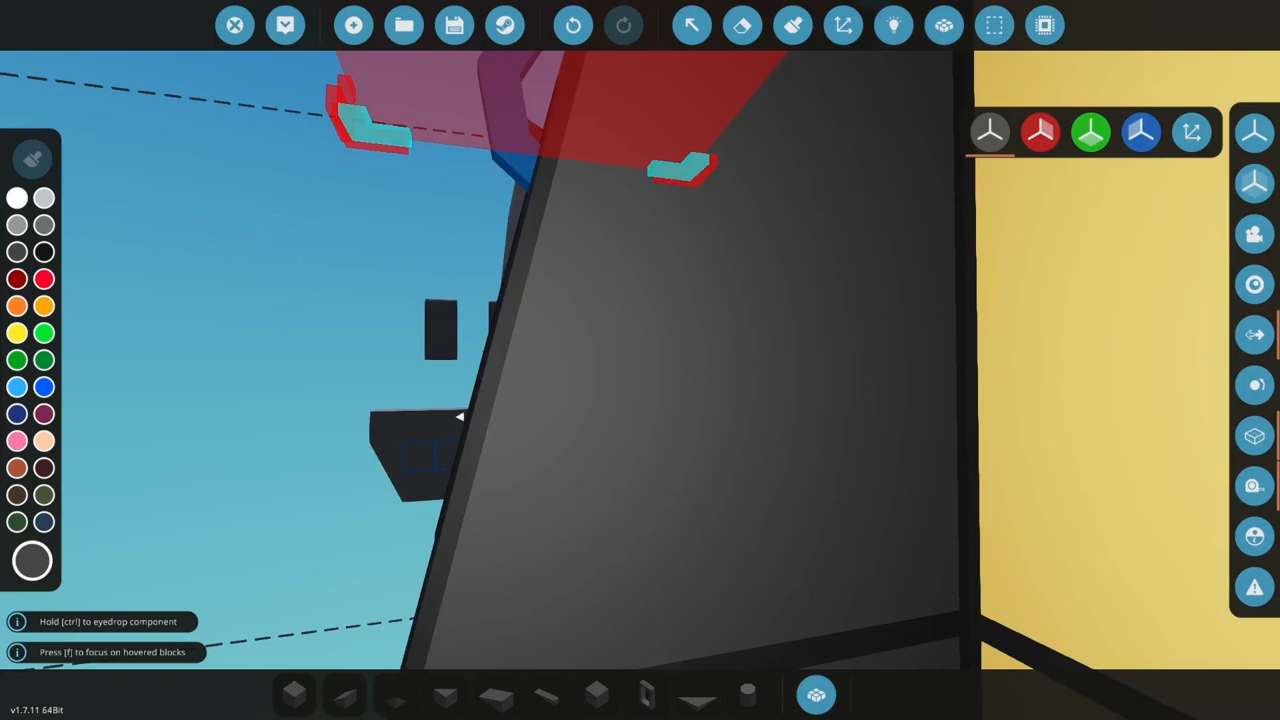 Hold [ctrl] to eyedrop component
Press [f] to focus on hovered blocks
v1.7.11 64Bit